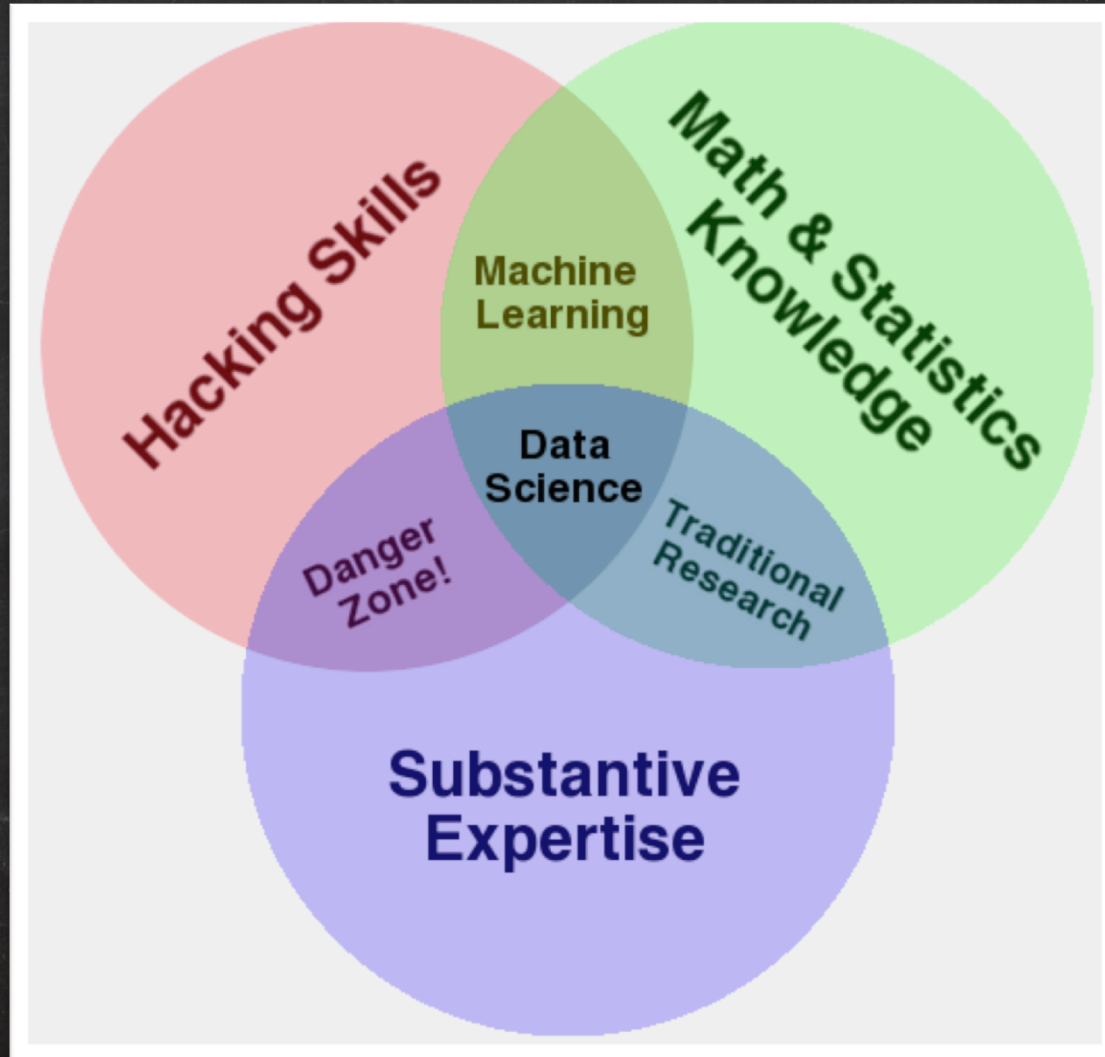 Hacking Skills
Math & Statistics
Knowledge
Machine
Learning
Data
Science
Danger
Zone!
Traditional
Research
Substantive
Expertise